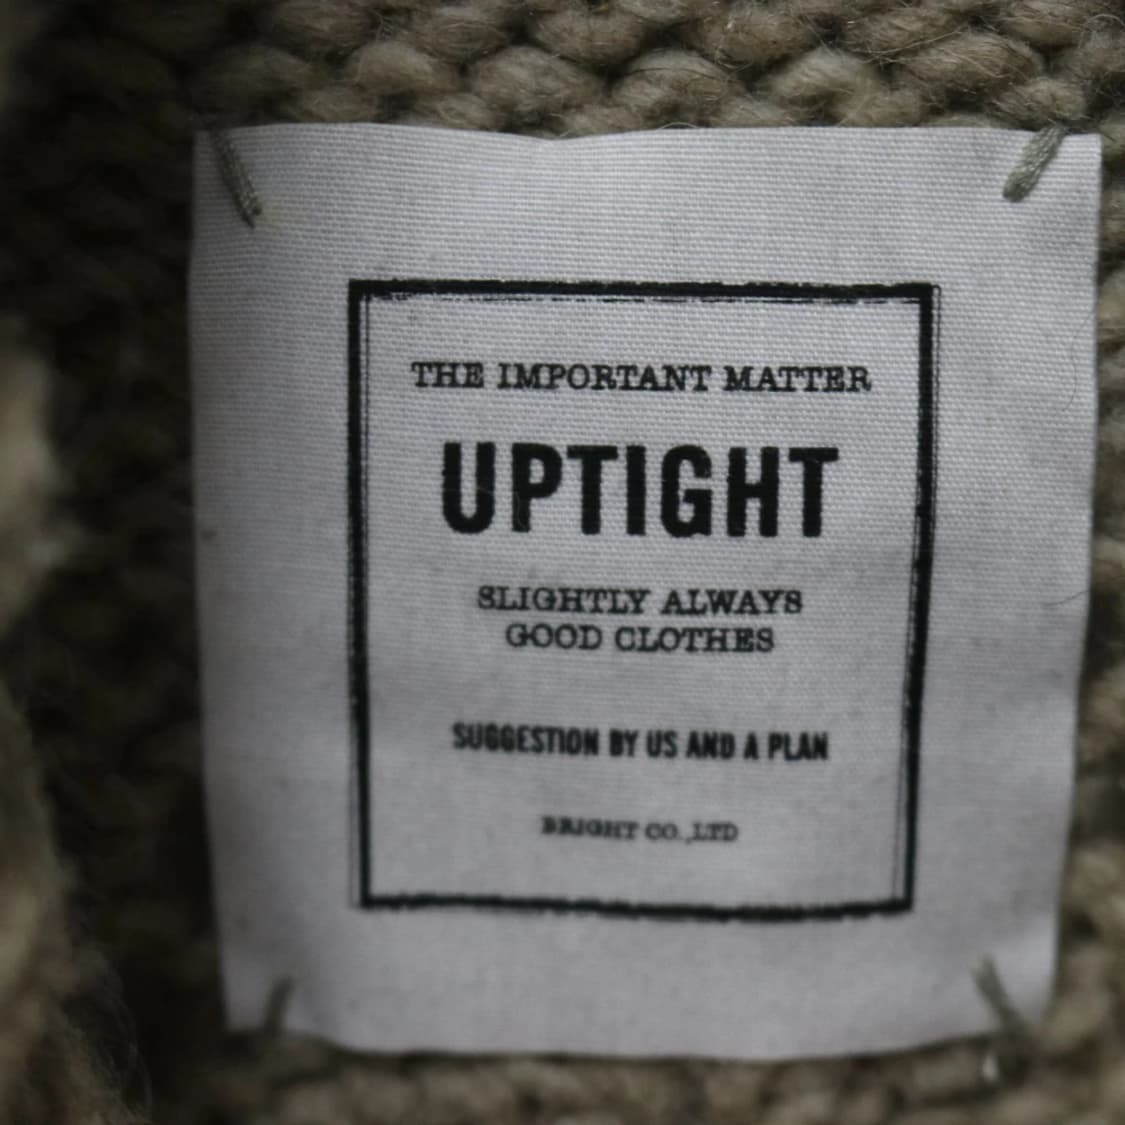 THE IMPORTANT MATTER
UPTIGHT
SLIGHTLY ALWAYS
GOOD CLOTHES
SUGGESTION BY US AND A PLAN
BRIGHT CO.,LTD